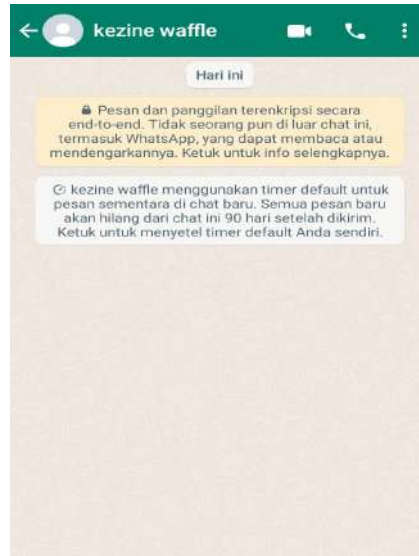 kezine waffle
Hari ini
Pesan dan panggilan terenkripsi secara
end-to-end. Tidak seorang pun di luar chat ini,
termasuk WhatsApp, yang dapat membaca atau
mendengarkannya. Ketuk untuk info selengkapnya.
kezine waffle menggunakan timer default untuk
pesan sementara di chat baru. Semua pesan baru
akan hilang dari chat ini 90 hari setelah dikirim.
Ketuk untuk menyetel timer default Anda sendiri.